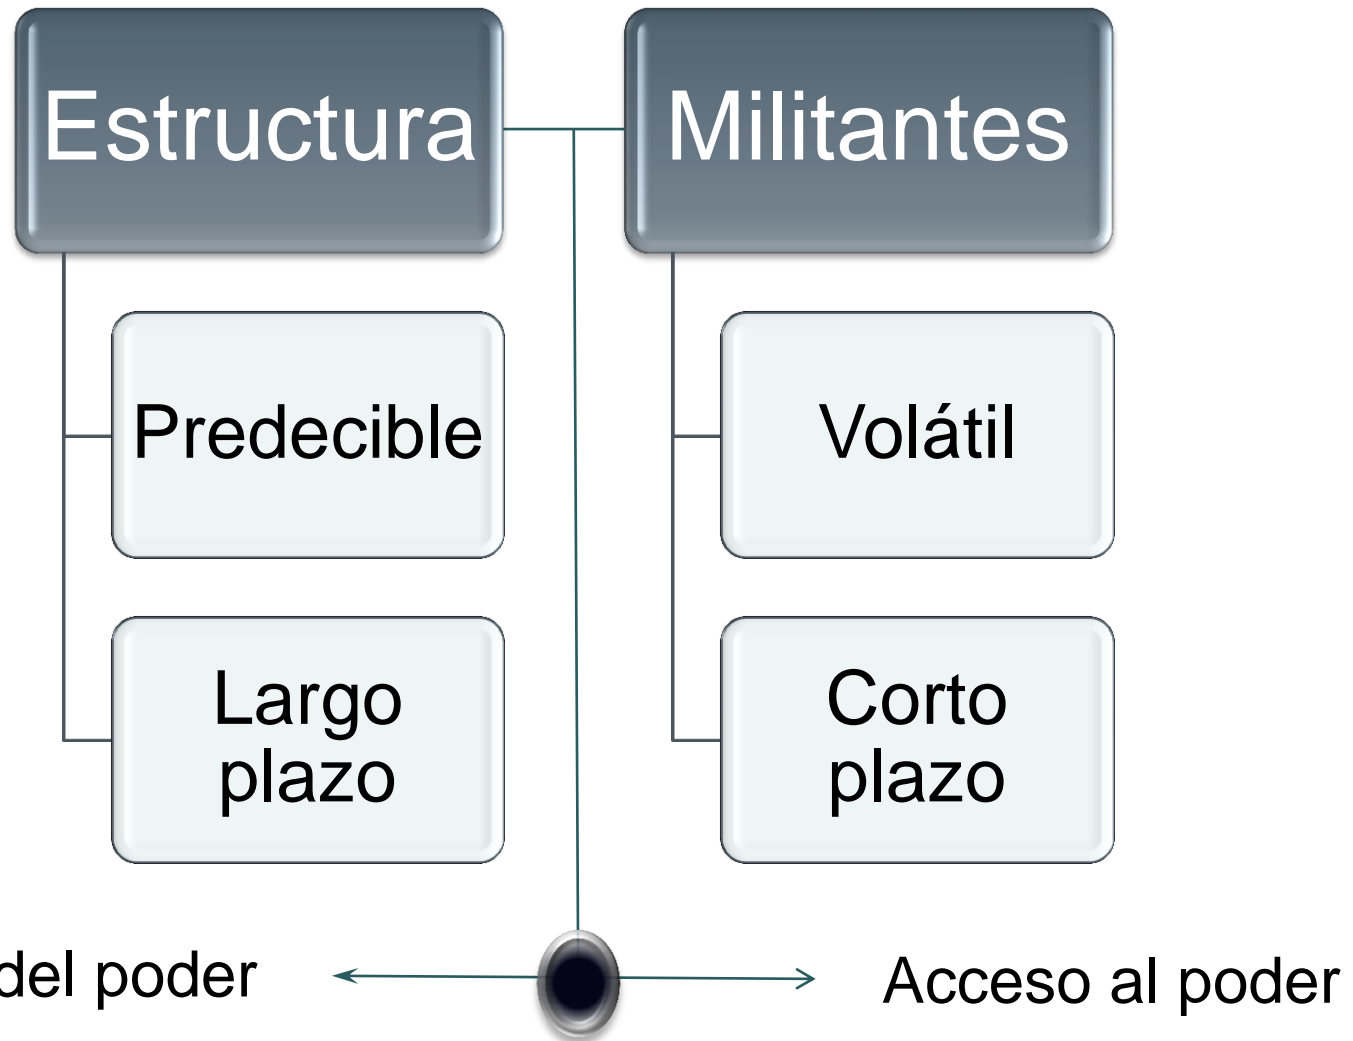 Estructura
Militantes
Predecible
Volátil
Largo
plazo
Corto
plazo
del poder
Acceso al poder